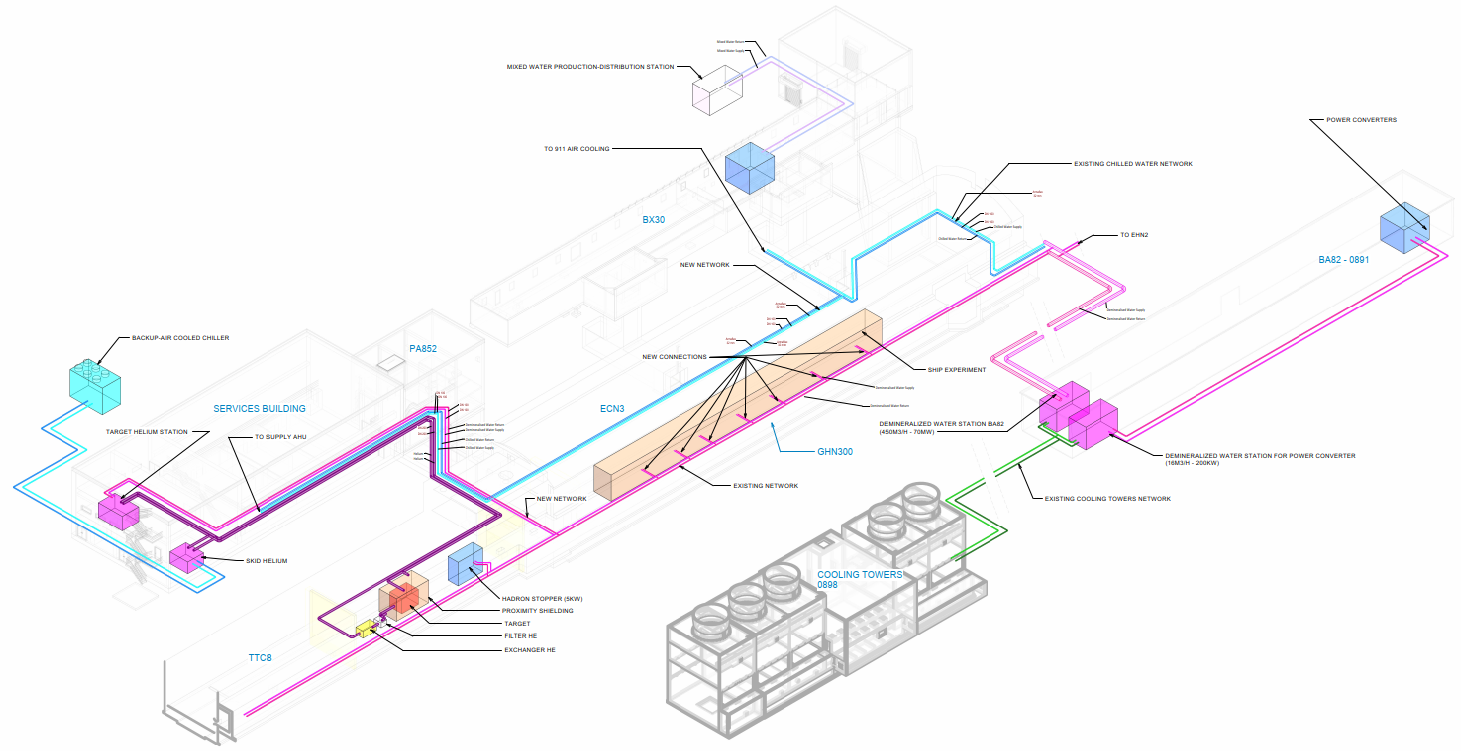 Mixed Water Return
Mixed Water Supply
MIXED WATER PRODUCTION-DISTRIBUTION STATION
POWER CONVERTERS
TO 911 AIR COOLING
EXISTING CHILLED WATER NETWORK
BX30
Chilled Water Supply
Chilled Water Return
TO EHN2
BA82 - 0891
NEW NETWORK
Demineralized Water Supply
Demineralized Water Return
BACKUP-AIR COOLED CHILLER
PA852
NEW CONNECTIONS
SHIP EXPERIMENT
Demineralized Water Supply
Demineralized Water Return
SERVICES BUILDING
ECN3
TARGET HELIUM STATION
TO SUPPLY AHU
Demineralized Water Return
Demineralized Water Supply
Chilled Water Return
Chilled Water Supply
Helium
Helium
DEMINERALIZED WATER STATION BA82
(450M3/H - 70MW)
GHN300
DEMINERALIZED WATER STATION FOR POWER CONVERTER
(16M3/H - 200KW)
EXISTING NETWORK
NEW NETWORK
EXISTING COOLING TOWERS NETWORK
SKID HELIUM
COOLING TOWERS
0898
HADRON STOPPER (5KW)
PROXIMITY SHIELDING
TARGET
FILTER HE
EXCHANGER HE
TTC8